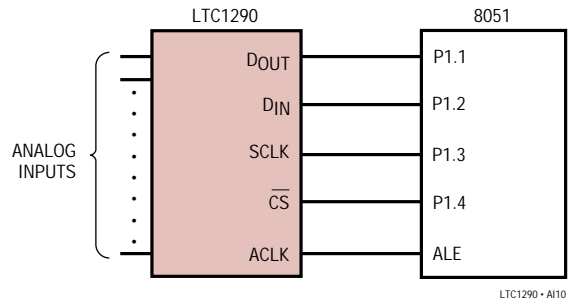 LTC1290
8051
DOUT
P1.1
DIN
P1.2
SCLK
P1.3
ANALOG
INPUTS
CS
P1.4
ACLK
ALE
LTC1290 • AI10